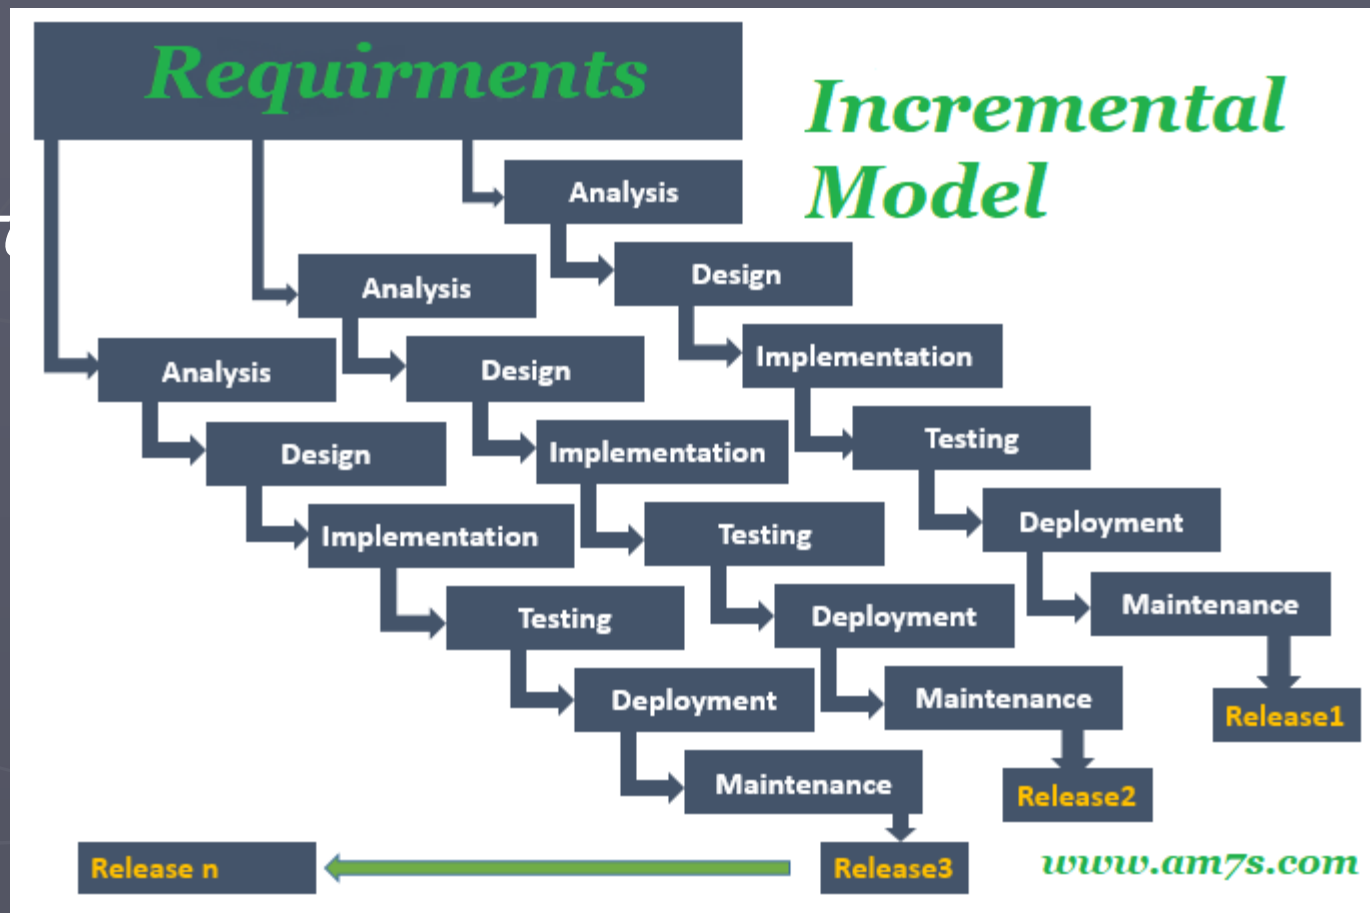 Requirments
Incremental
Model
Analysis
Design
Implementation
Testing
Deployment
Maintenance
Release1
Analysis
Design
Implementation
Testing
Deployment
Maintenance
Release2
Analysis
Design
Implementation
Testing
Deployment
Maintenance
Release3
Release n
www.am7s.com